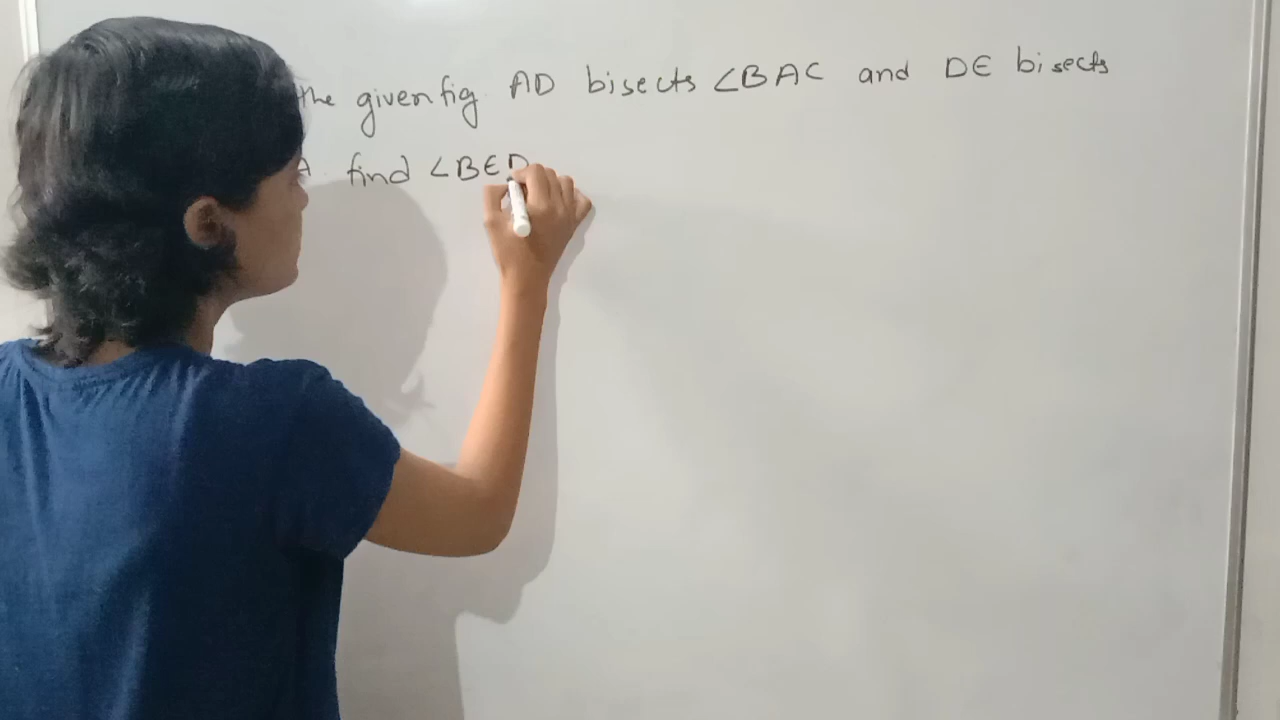 the given fig. AD bisects ∠BAC and DE bisects
A. find ∠BED